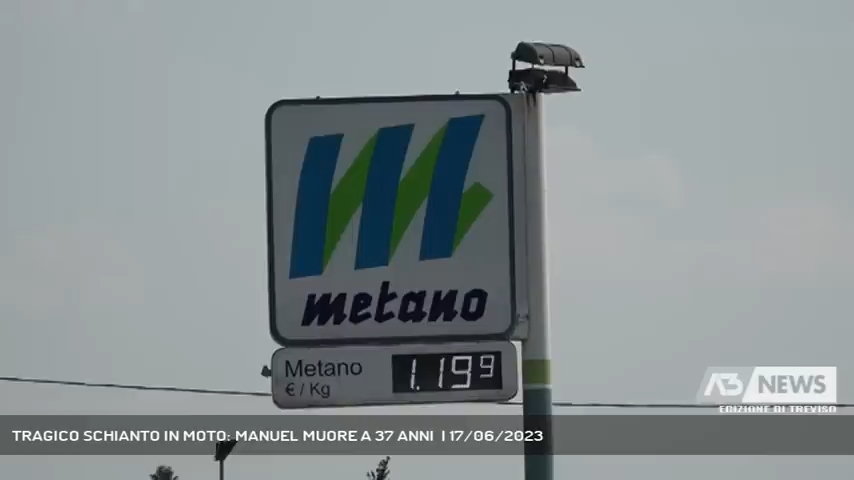 metano
Metano
€ / Kg
1.199
A3 NEWS
EDIZIONE DI TREVISO
TRAGICO SCHIANTO IN MOTO: MANUEL MUORE A 37 ANNI | 17/06/2023